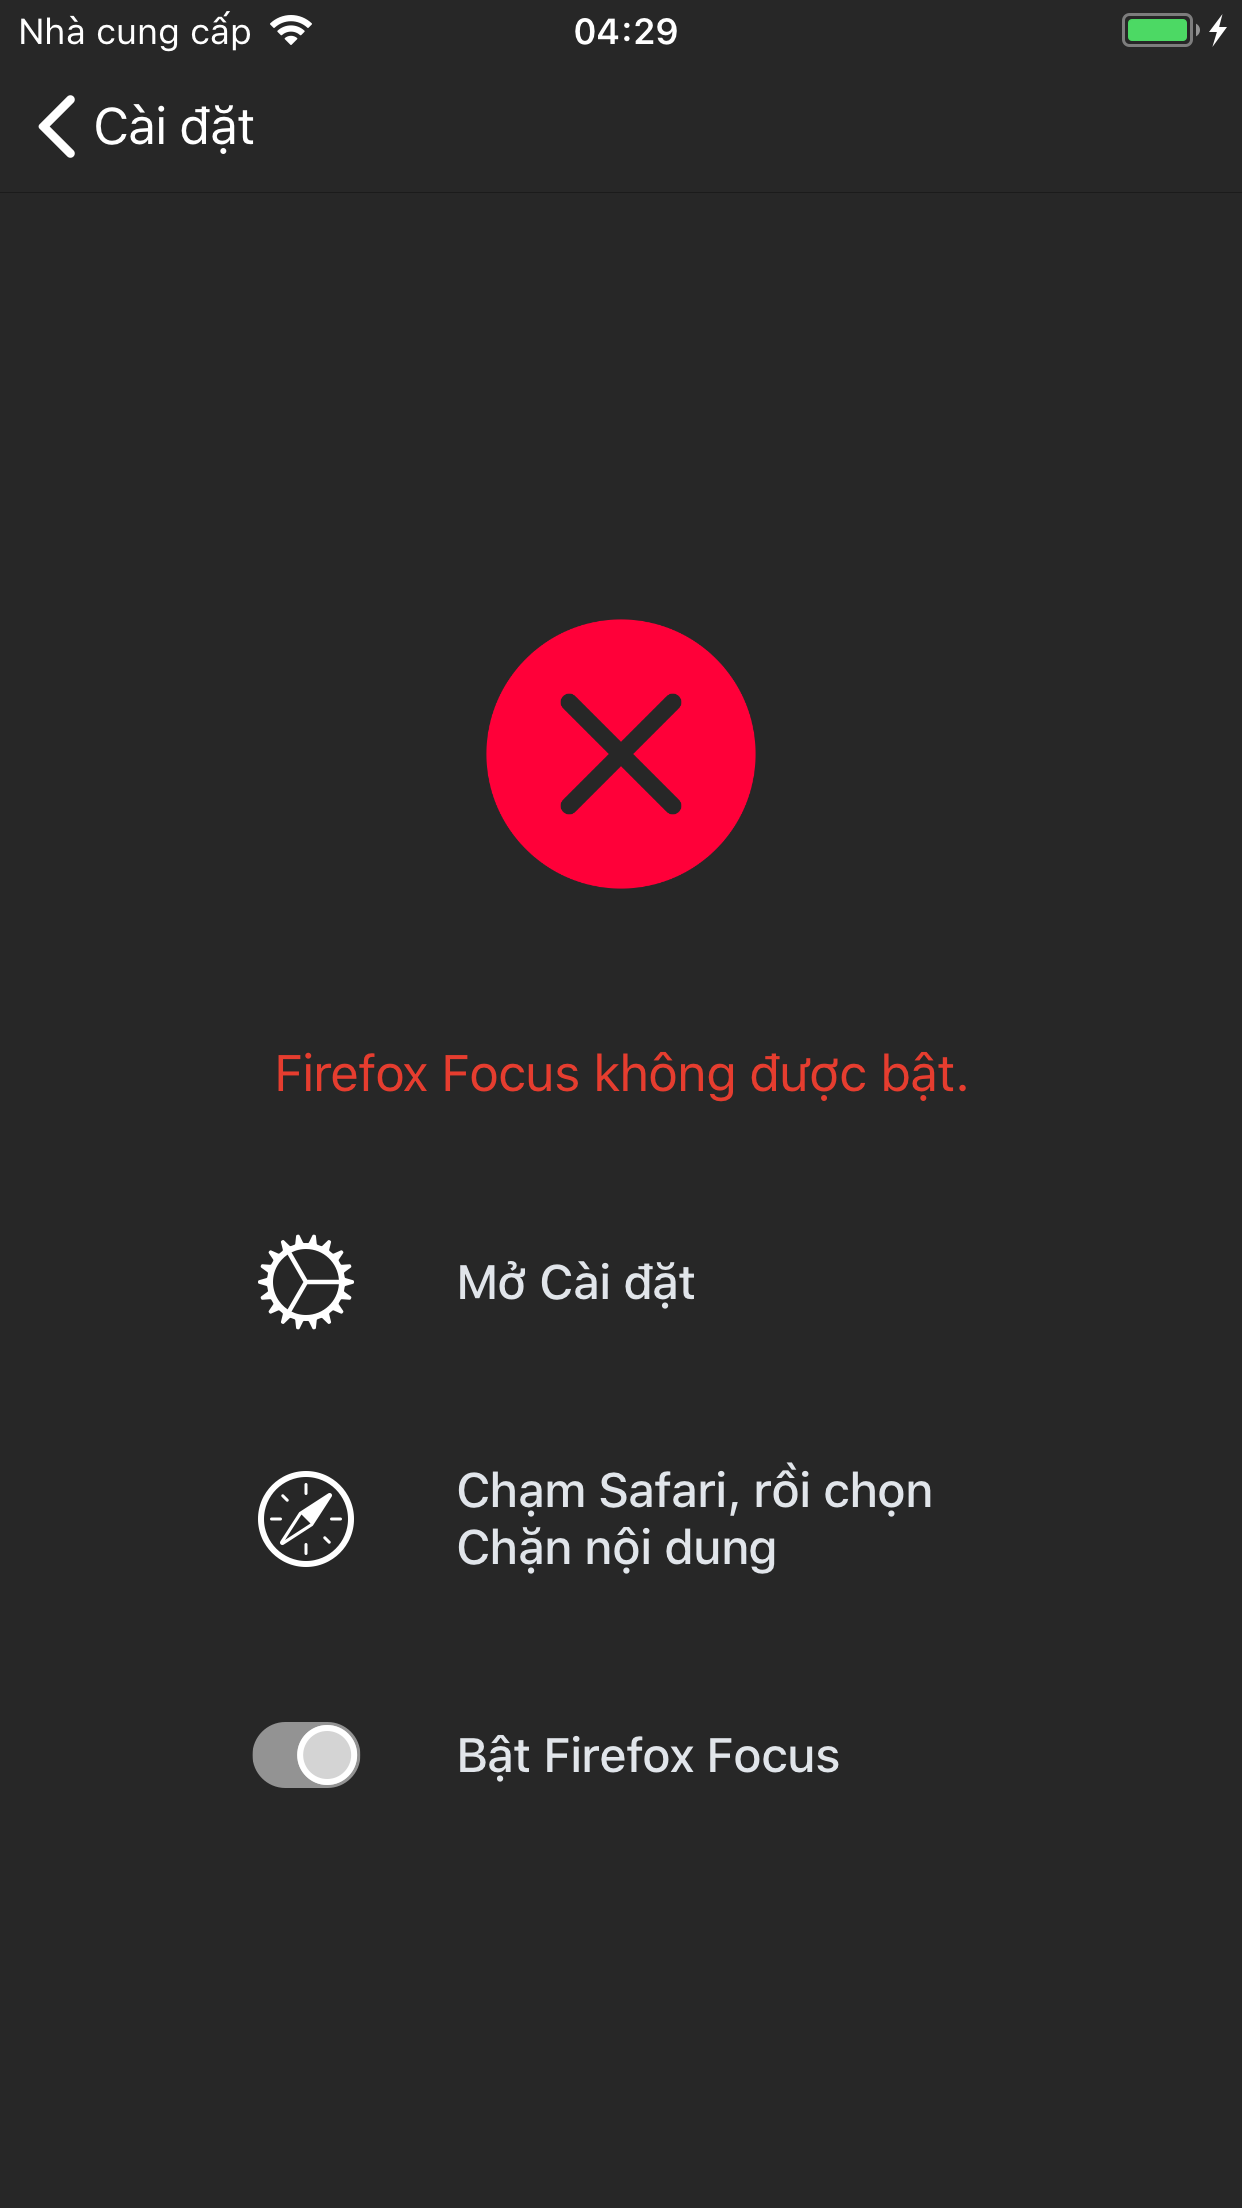 Nhà cung cấp
04:29
Cài đặt
Firefox Focus không được bật.
Mở Cài đặt
Chạm Safari, rồi chọn
Chặn nội dung
Bật Firefox Focus